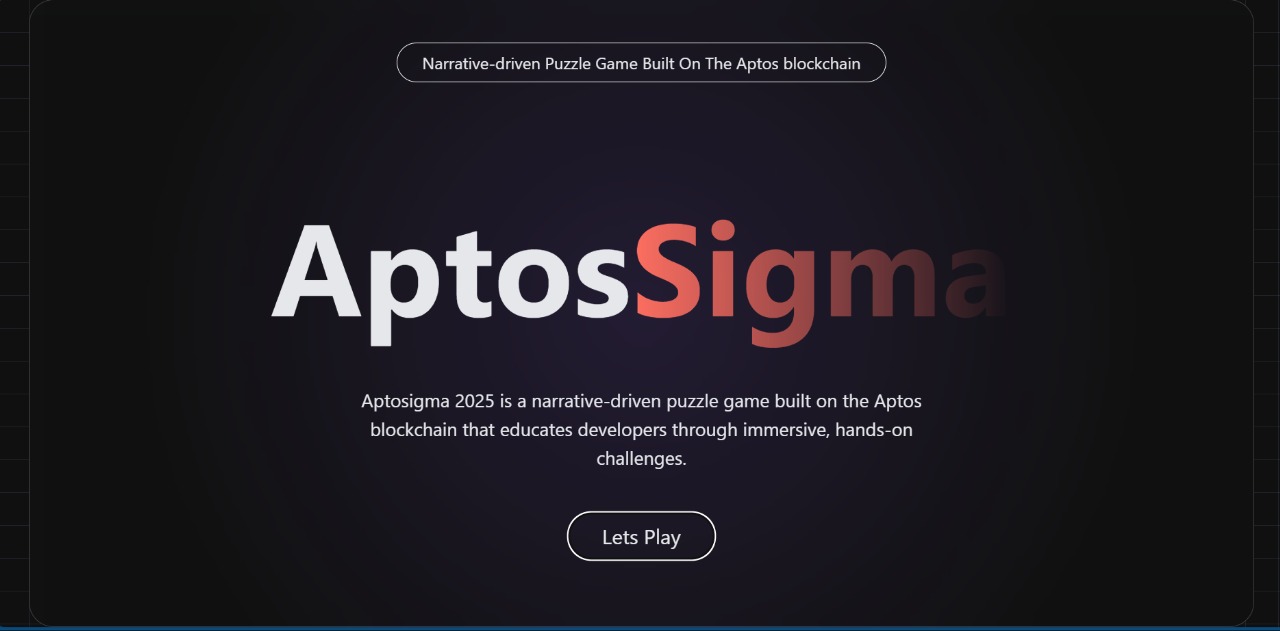 Narrative-driven Puzzle Game Built On The Aptos blockchain
AptosSigma
Aptosigma 2025 is a narrative-driven puzzle game built on the Aptos
blockchain that educates developers through immersive, hands-on
challenges.
Lets Play